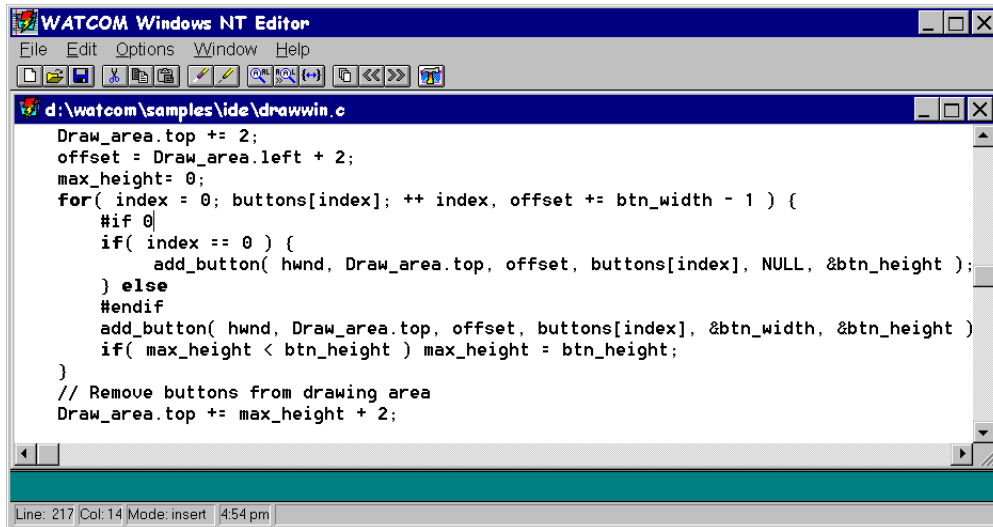 WATCOM Windows NT Editor
File Edit Options Window Help
d:\watcom\samples\ide\drawwin.c
Draw_area.top += 2;
offset = Draw_area.left + 2;
max_height= 0;
for( index = 0; buttons[index]; ++ index, offset += btn_width - 1 ) {
#if 0
if( index == 0 ) {
add_button( hwnd, Draw_area.top, offset, buttons[index], NULL, &btn_height );
} else
#endif
add_button( hwnd, Draw_area.top, offset, buttons[index], &btn_width, &btn_height )
if( max_height < btn_height ) max_height = btn_height;
}
// Remove buttons from drawing area
Draw_area.top += max_height + 2;
Line: 217 Col: 14 Mode: insert 4:54 pm